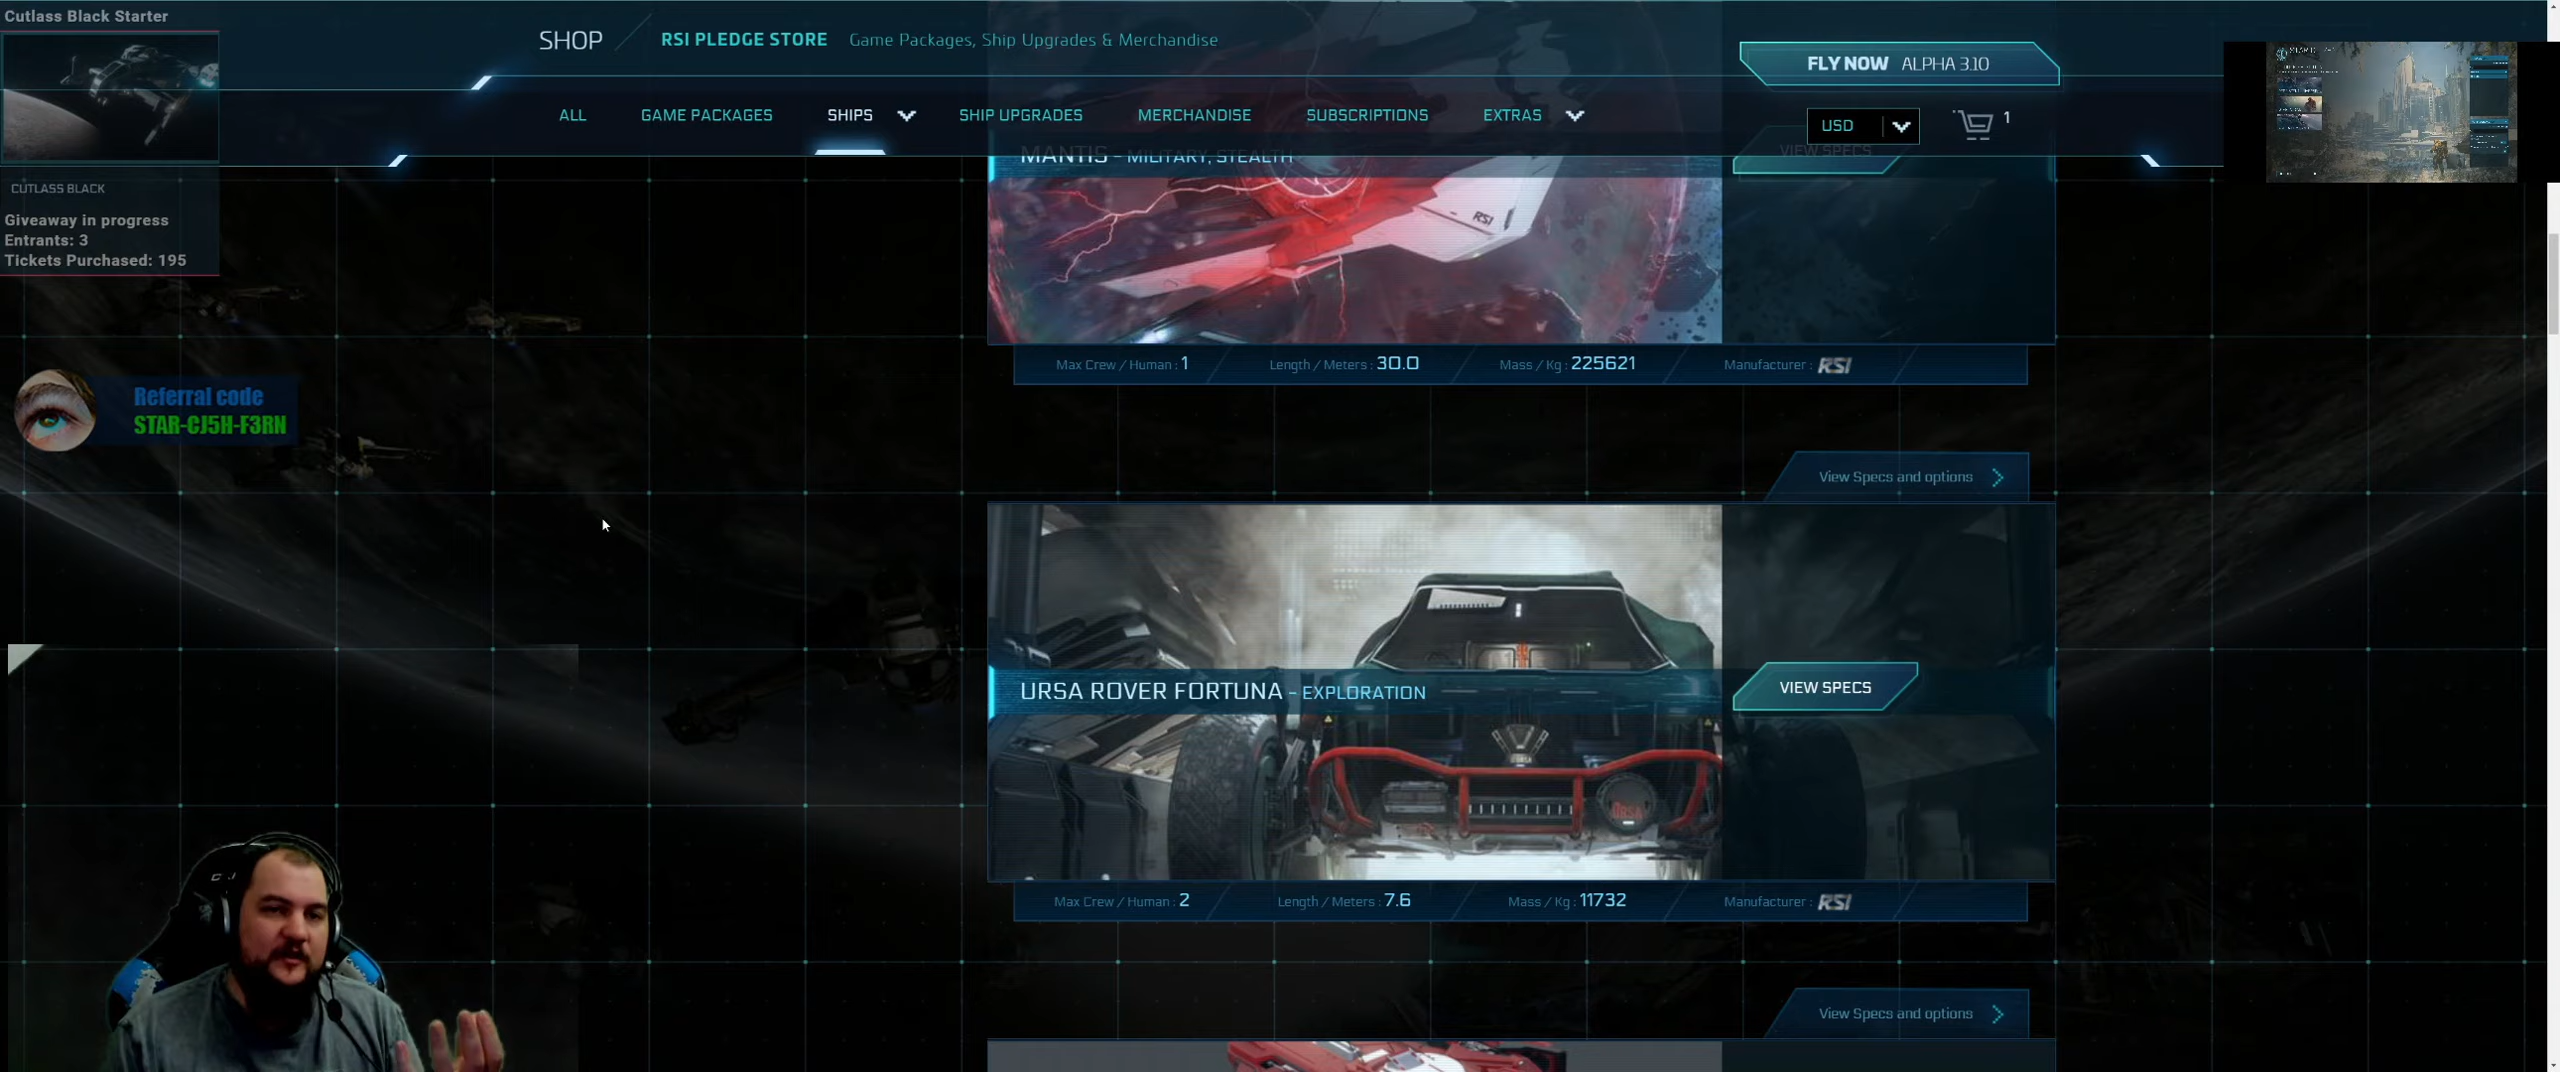 Cutlass Black Starter
CUTLASS BLACK
Giveaway in progress
Entrants: 3
Tickets Purchased: 195
Referral code
STAR-CJ5H-F3RN
SHOP RSI PLEDGE STORE Game Packages, Ship Upgrades & Merchandise
FLY NOW ALPHA 3.10
ALL GAME PACKAGES SHIPS SHIP UPGRADES MERCHANDISE SUBSCRIPTIONS EXTRAS
USD 1
MANTIS - MILITARY, STEALTH
VIEW SPECS
RSI
Max Crew / Human : 1 Length / Meters : 30.0 Mass / Kg : 225621 Manufacturer : RSI
View Specs and options
URSA ROVER FORTUNA - EXPLORATION
VIEW SPECS
URSA
Max Crew / Human : 2 Length / Meters : 7.6 Mass / Kg : 11732 Manufacturer : RSI
View Specs and options